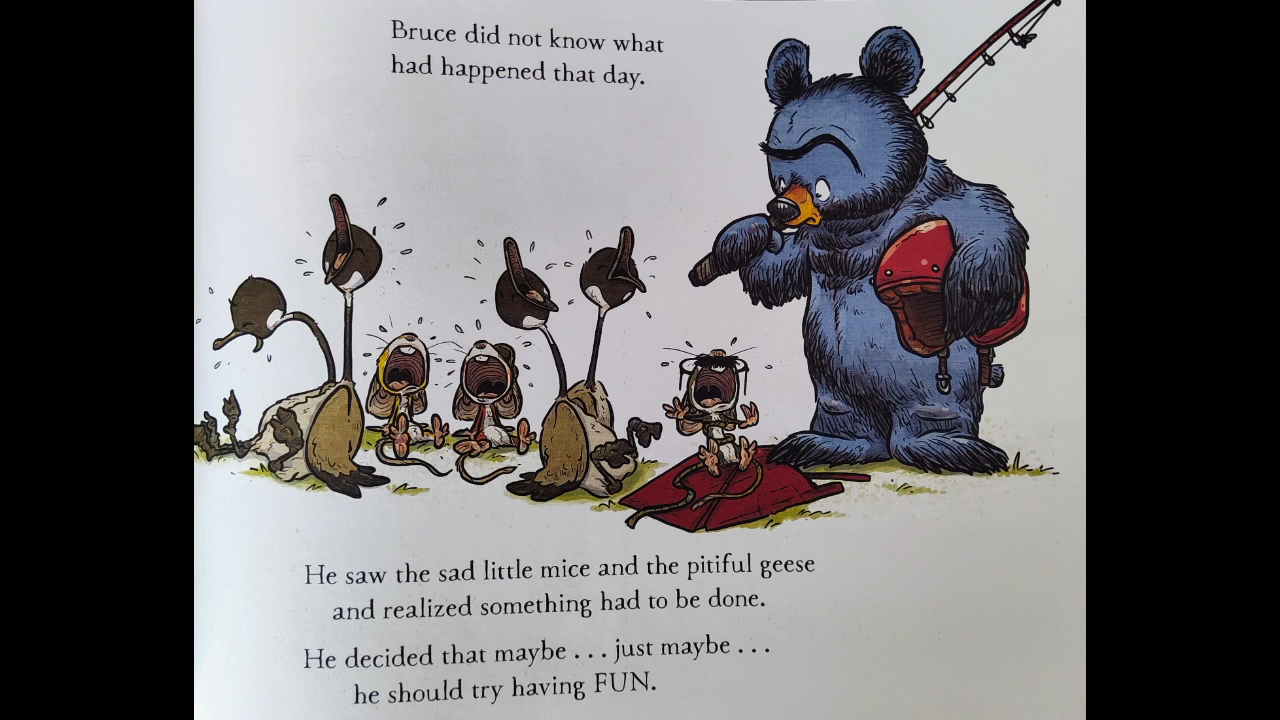 Bruce did not know what
had happened that day.
He saw the sad little mice and the pitiful geese
and realized something had to be done.
He decided that maybe . . . just maybe . . .
he should try having FUN.